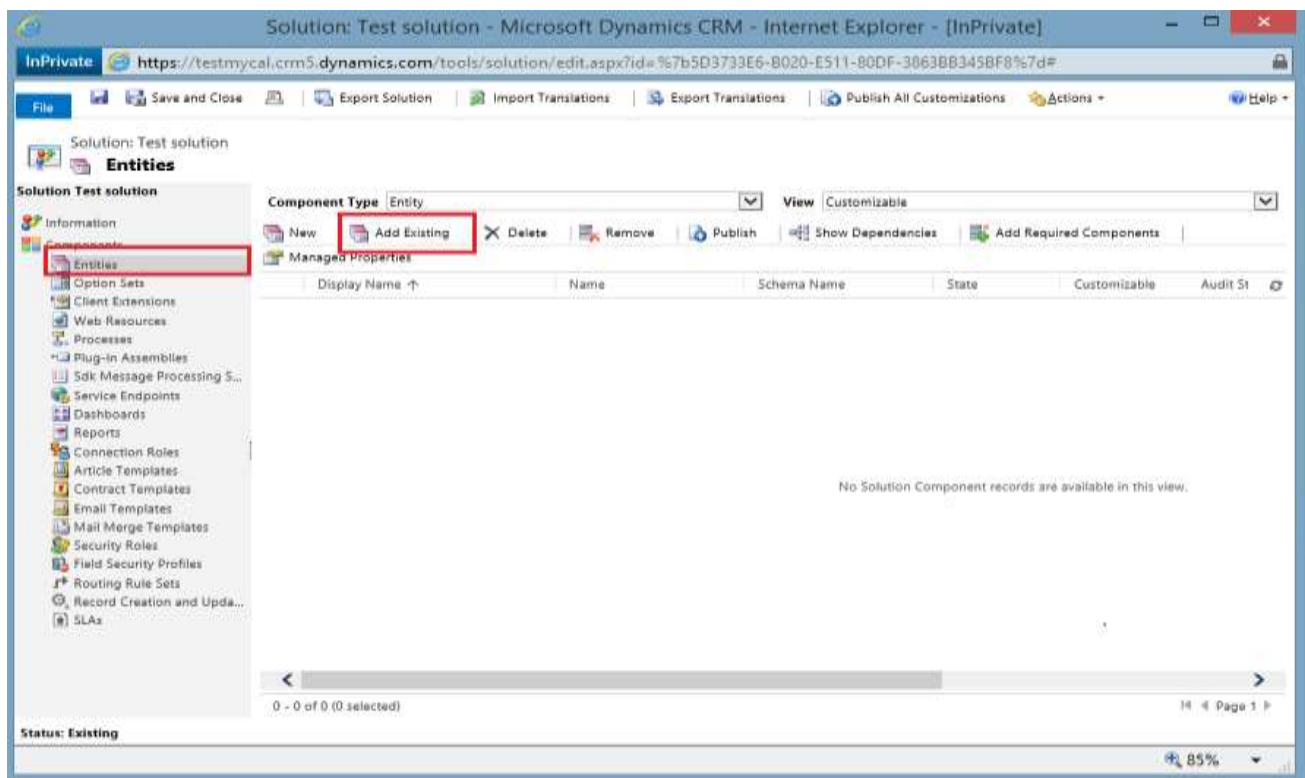 Solution: Test solution - Microsoft Dynamics CRM - Internet Explorer - [InPrivate]
InPrivate https://testmycal.crm5.dynamics.com/tools/solution/edit.aspx?id=%7b5D3733E6-B020-E511-80DF-3863BB345BF8%7d#
File Save and Close Export Solution Import Translations Export Translations Publish All Customizations Actions Help
Solution: Test solution
Entities
Solution Test solution
Information
Components
Entities
Option Sets
Client Extensions
Web Resources
Processes
Plug-in Assemblies
Sdk Message Processing S...
Service Endpoints
Dashboards
Reports
Connection Roles
Article Templates
Contract Templates
Email Templates
Mail Merge Templates
Security Roles
Field Security Profiles
Routing Rule Sets
Record Creation and Upda...
SLAs
Component Type Entity View Customizable
New Add Existing Delete Remove Publish Show Dependencies Add Required Components
Managed Properties
Display Name ↑ Name Schema Name State Customizable Audit St
No Solution Component records are available in this view.
0 - 0 of 0 (0 selected) Page 1
Status: Existing
85%